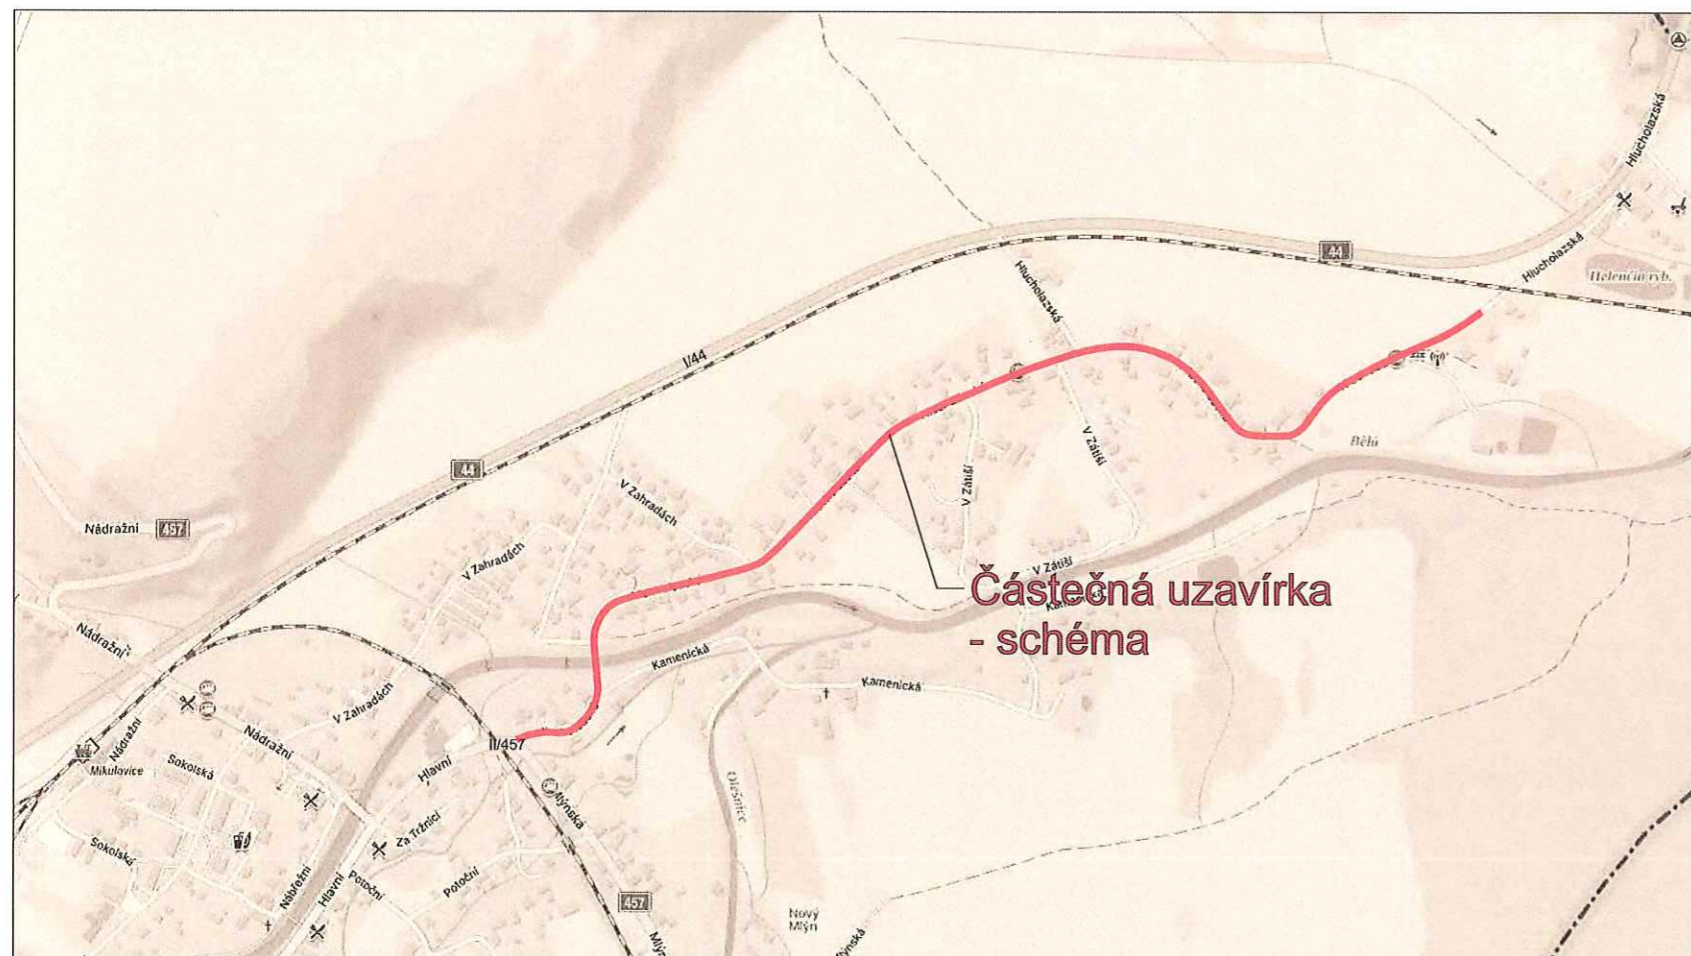 Hlucholazská
Hlucholazská
44
Hlucholazská
Helenčin ryb.
I/44
44
Bělá
V Zátiší
V Zátiší
V Zahradách
Nádražní
457
V Zahradách
V Zátiší
Částečná uzavírka
- schéma
Nádražní
Kamenická
Kamenická
V Zahradách
Nádražní
Nádražní
II/457
Hlavní
Sokolská
Mikulovice
Olešnice
Mlýnská
Za Tržnicí
Sokolská
Potoční
Potoční
Nábřežní
Hlavní
457
Nový
Mlýn